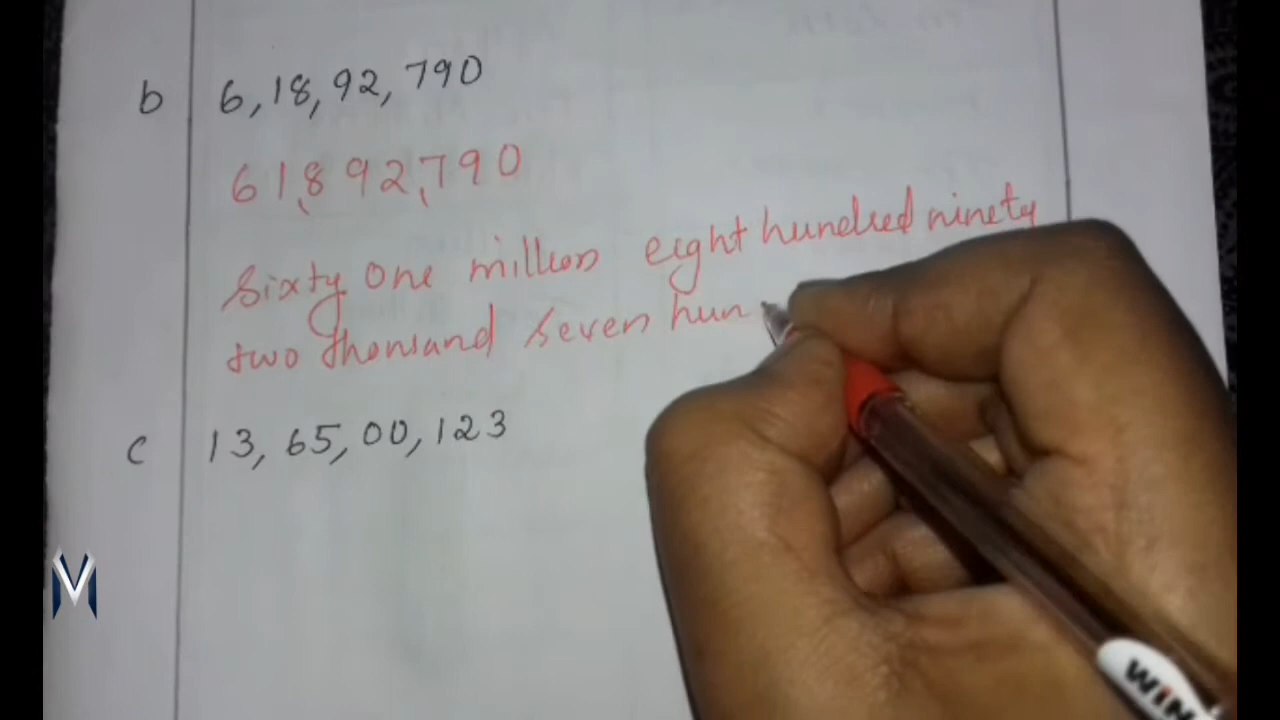 b 6,18,92,790
61,892,790
Sixty One million eight hundred ninety
two thousand seven hun
c 13,65,00,123
M
WIN